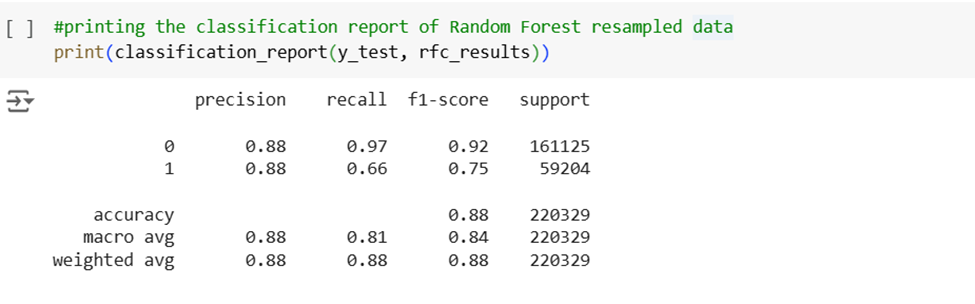 [ ] #printing the classification report of Random Forest resampled data
print(classification_report(y_test, rfc_results))
precision recall f1-score support
0 0.88 0.97 0.92 161125
1 0.88 0.66 0.75 59204
accuracy 0.88 220329
macro avg 0.88 0.81 0.84 220329
weighted avg 0.88 0.88 0.88 220329